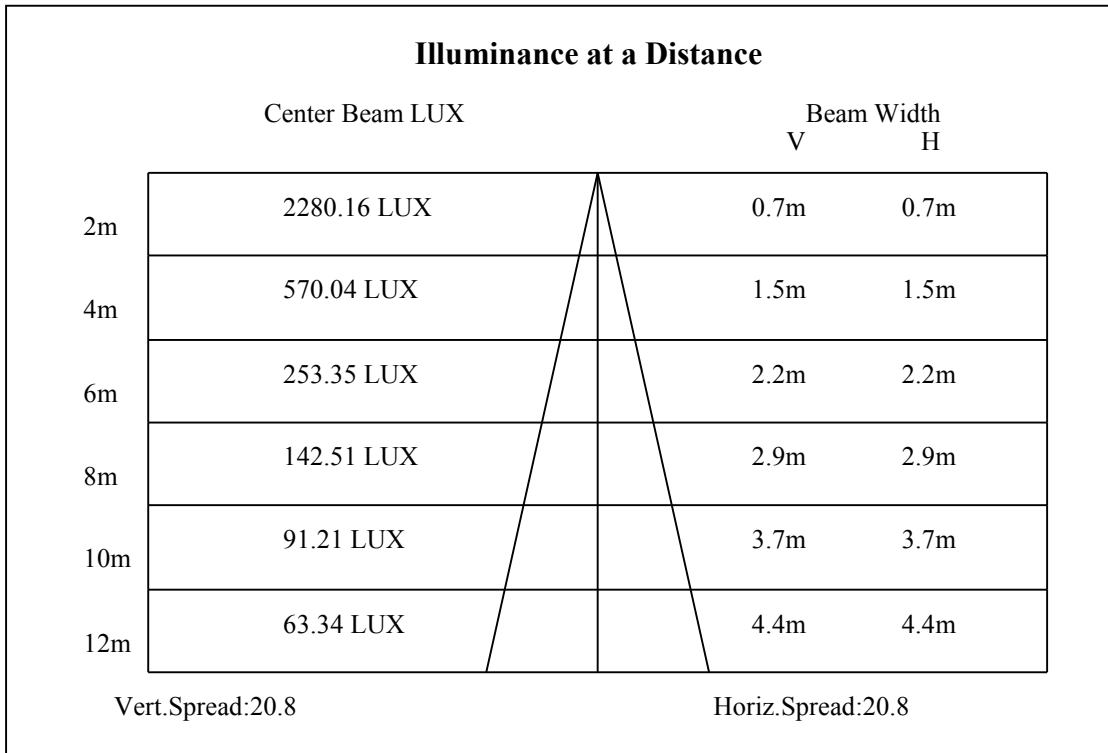 Illuminance at a Distance
Center Beam LUX Beam Width
V H
2m 2280.16 LUX 0.7m 0.7m
4m 570.04 LUX 1.5m 1.5m
6m 253.35 LUX 2.2m 2.2m
8m 142.51 LUX 2.9m 2.9m
10m 91.21 LUX 3.7m 3.7m
12m 63.34 LUX 4.4m 4.4m
Vert.Spread:20.8 Horiz.Spread:20.8